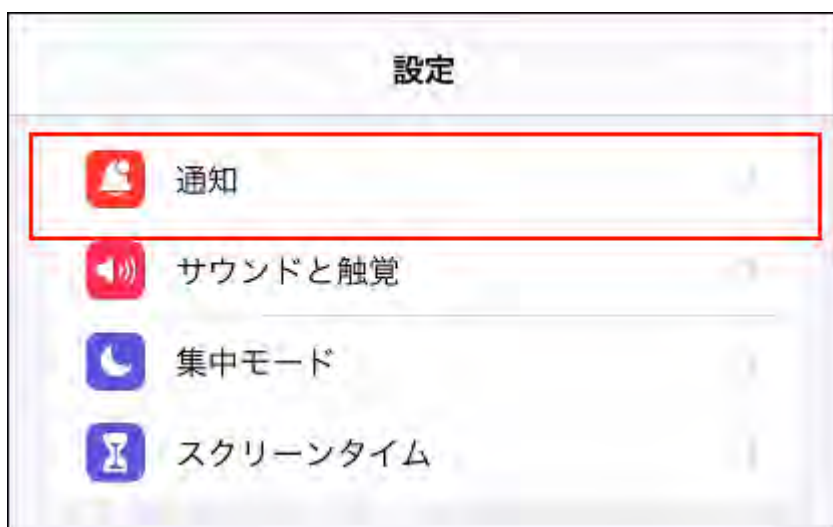 設定
通知
サウンドと触覚
集中モード
スクリーンタイム